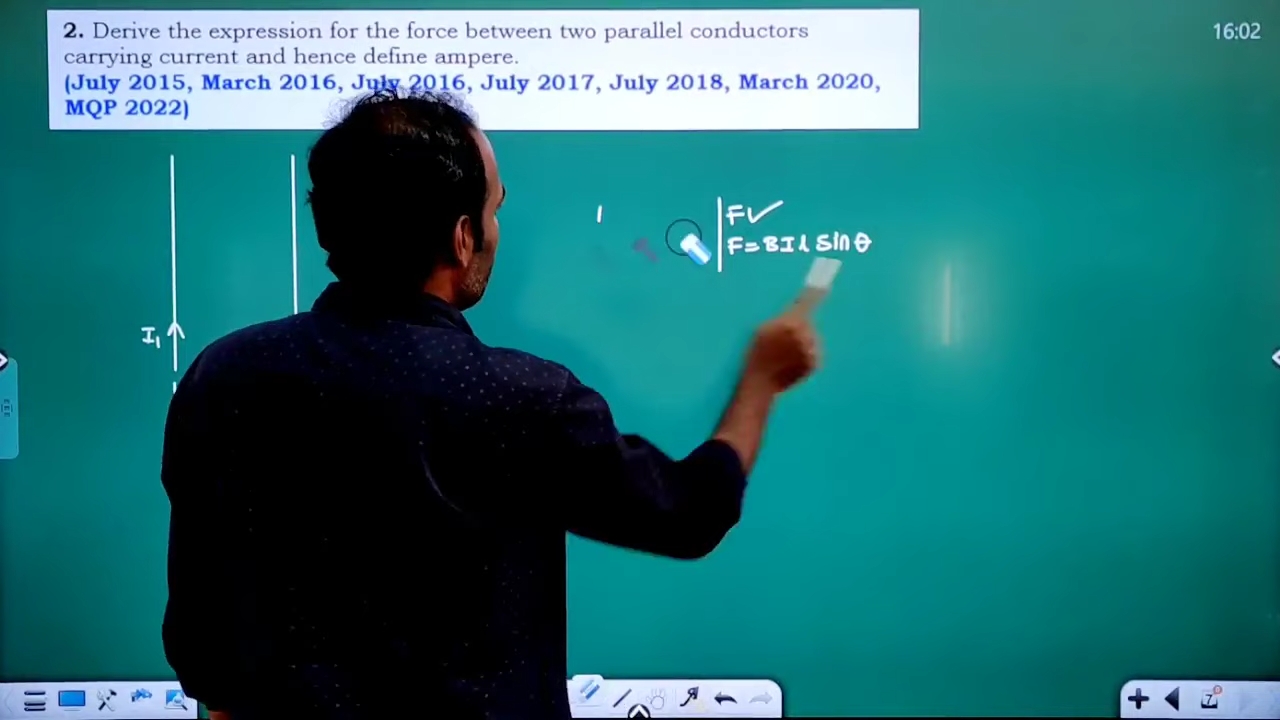 2. Derive the expression for the force between two parallel conductors
carrying current and hence define ampere.
(July 2015, March 2016, July 2016, July 2017, July 2018, March 2020,
MQP 2022)
16:02
F✓
F=BIl sinθ
I₁